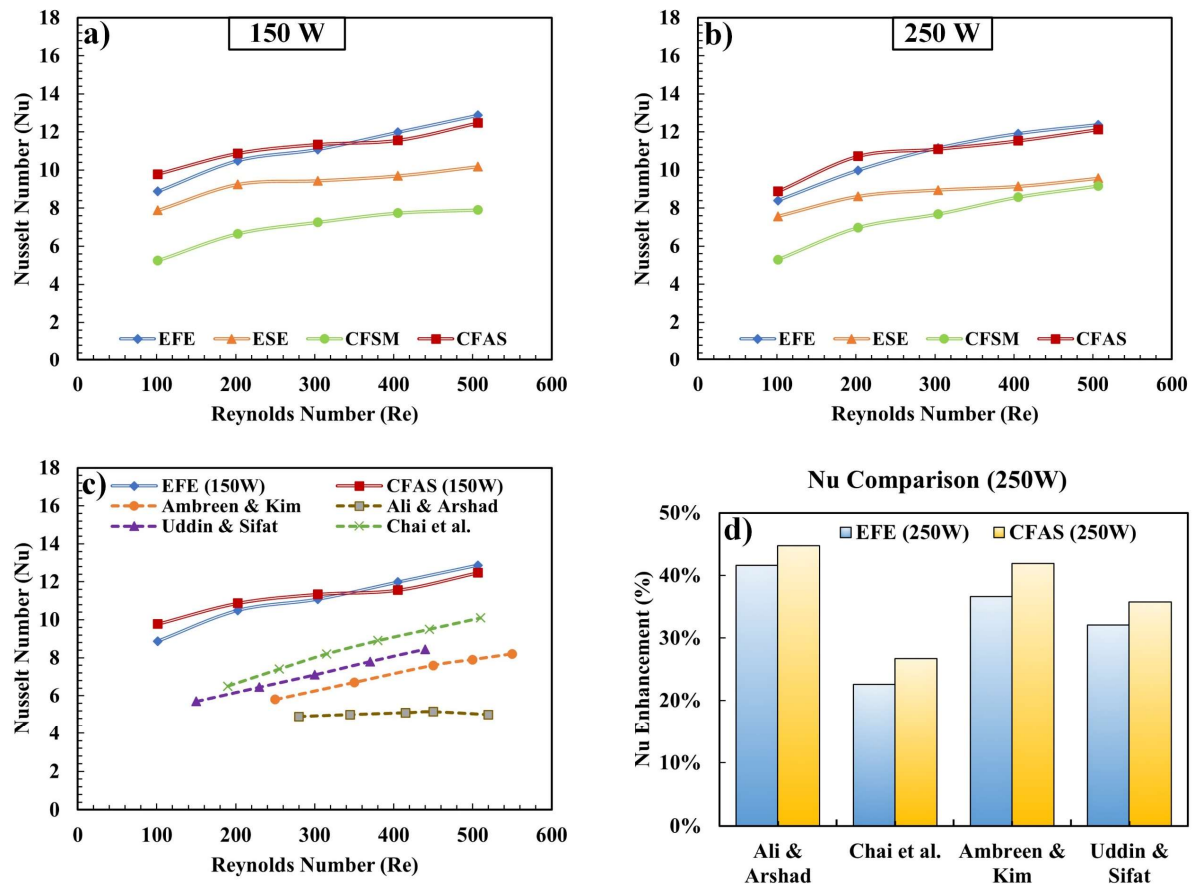 a)
150 W
Nusselt Number (Nu)
18
16
14
12
10
8
6
4
2
0
EFE
ESE
CFSM
CFAS
0
100
200
300
400
500
600
Reynolds Number (Re)
b)
250 W
Nusselt Number (Nu)
18
16
14
12
10
8
6
4
2
0
EFE
ESE
CFSM
CFAS
0
100
200
300
400
500
600
Reynolds Number (Re)
c)
EFE (150W)
CFAS (150W)
Ambreen & Kim
Ali & Arshad
Uddin & Sifat
Chai et al.
Nusselt Number (Nu)
18
16
14
12
10
8
6
4
2
0
0
100
200
300
400
500
600
Reynolds Number (Re)
Nu Comparison (250W)
d)
EFE (250W)
CFAS (250W)
Nu Enhancement (%)
50%
40%
30%
20%
10%
0%
Ali &
Arshad
Chai et al.
Ambreen &
Kim
Uddin &
Sifat